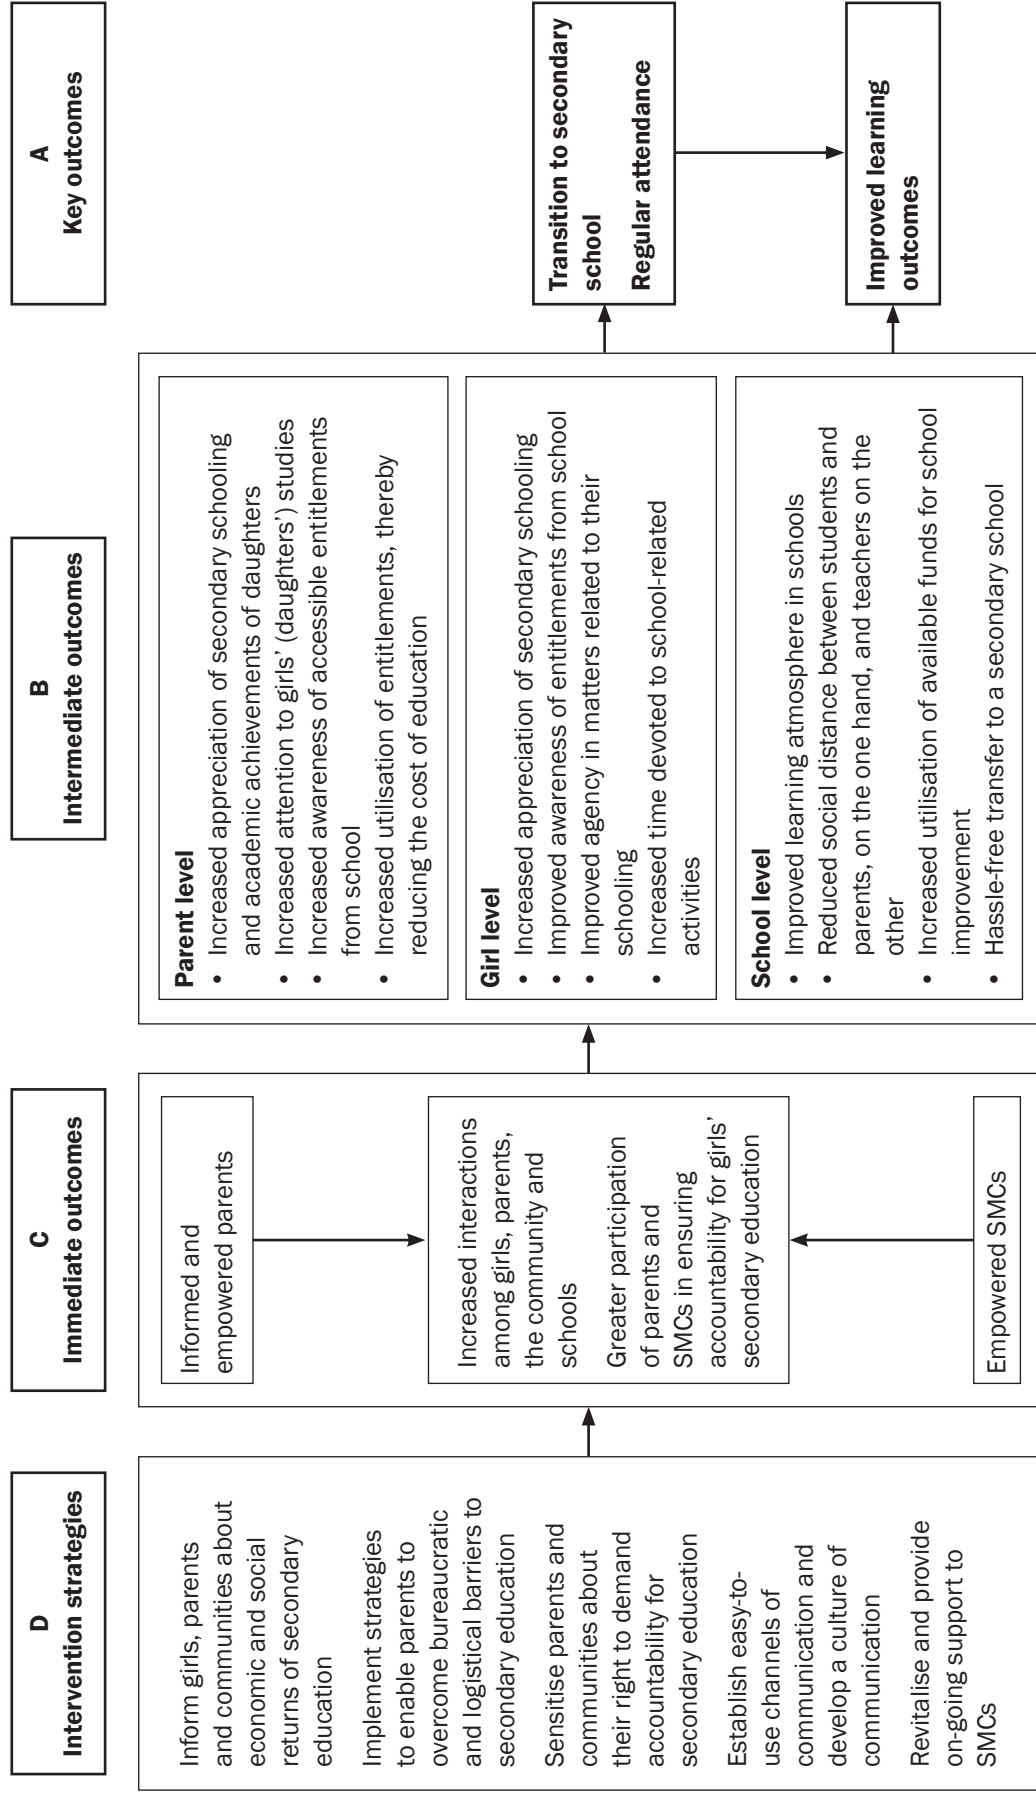 D
Intervention strategies
Inform girls, parents
and communities about
economic and social
returns of secondary
education
Implement strategies
to enable parents to
overcome bureaucratic
and logistical barriers to
secondary education
Sensitise parents and
communities about
their right to demand
accountability for
secondary education
Establish easy-to-
use channels of
communication and
develop a culture of
communication
Revitalise and provide
on-going support to
SMCs
C
Immediate outcomes
Informed and
empowered parents
Increased interactions
among girls, parents,
the community and
schools
Greater participation
of parents and
SMCs in ensuring
accountability for girls’
secondary education
Empowered SMCs
B
Intermediate outcomes
Parent level
• Increased appreciation of secondary schooling
and academic achievements of daughters
• Increased attention to girls’ (daughters’) studies
• Increased awareness of accessible entitlements
from school
• Increased utilisation of entitlements, thereby
reducing the cost of education
Girl level
• Increased appreciation of secondary schooling
• Improved awareness of entitlements from school
• Improved agency in matters related to their
schooling
• Increased time devoted to school-related
activities
School level
• Improved learning atmosphere in schools
• Reduced social distance between students and
parents, on the one hand, and teachers on the
other
• Increased utilisation of available funds for school
improvement
• Hassle-free transfer to a secondary school
A
Key outcomes
Transition to secondary
school
Regular attendance
Improved learning
outcomes